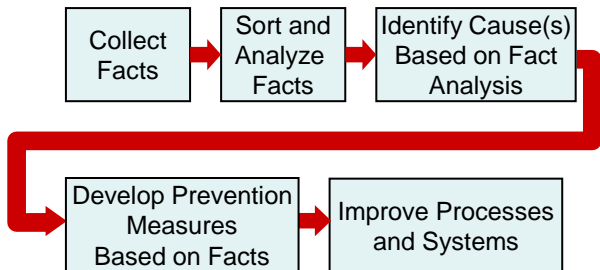 Collect
Facts
Sort and
Analyze
Facts
Identify Cause(s)
Based on Fact
Analysis
Develop Prevention
Measures
Based on Facts
Improve Processes
and Systems